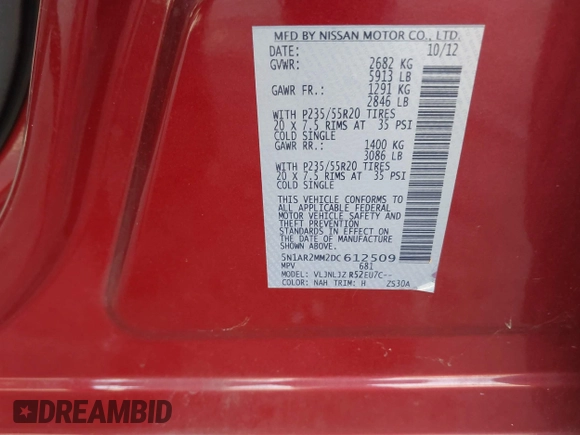 MFD BY NISSAN MOTOR CO., LTD.
DATE: 10/12
GVWR: 2682 KG
5913 LB
GAWR FR.: 1291 KG
2846 LB
WITH P235/55R20 TIRES
20 X 7.5 RIMS AT 35 PSI
COLD SINGLE
GAWR RR.: 1400 KG
3086 LB
WITH P235/55R20 TIRES
20 X 7.5 RIMS AT 35 PSI
COLD SINGLE
THIS VEHICLE CONFORMS TO
ALL APPLICABLE FEDERAL
MOTOR VEHICLE SAFETY AND
THEFT PREVENTION
STANDARDS IN EFFECT ON
THE DATE OF MFR SHOWN ABOVE
5N1AR2MM2DC612509
MPV 681
MODEL: VLJNLJZ R52EU7C--
COLOR: NAH TRIM: H ZS30A
DREAMBID